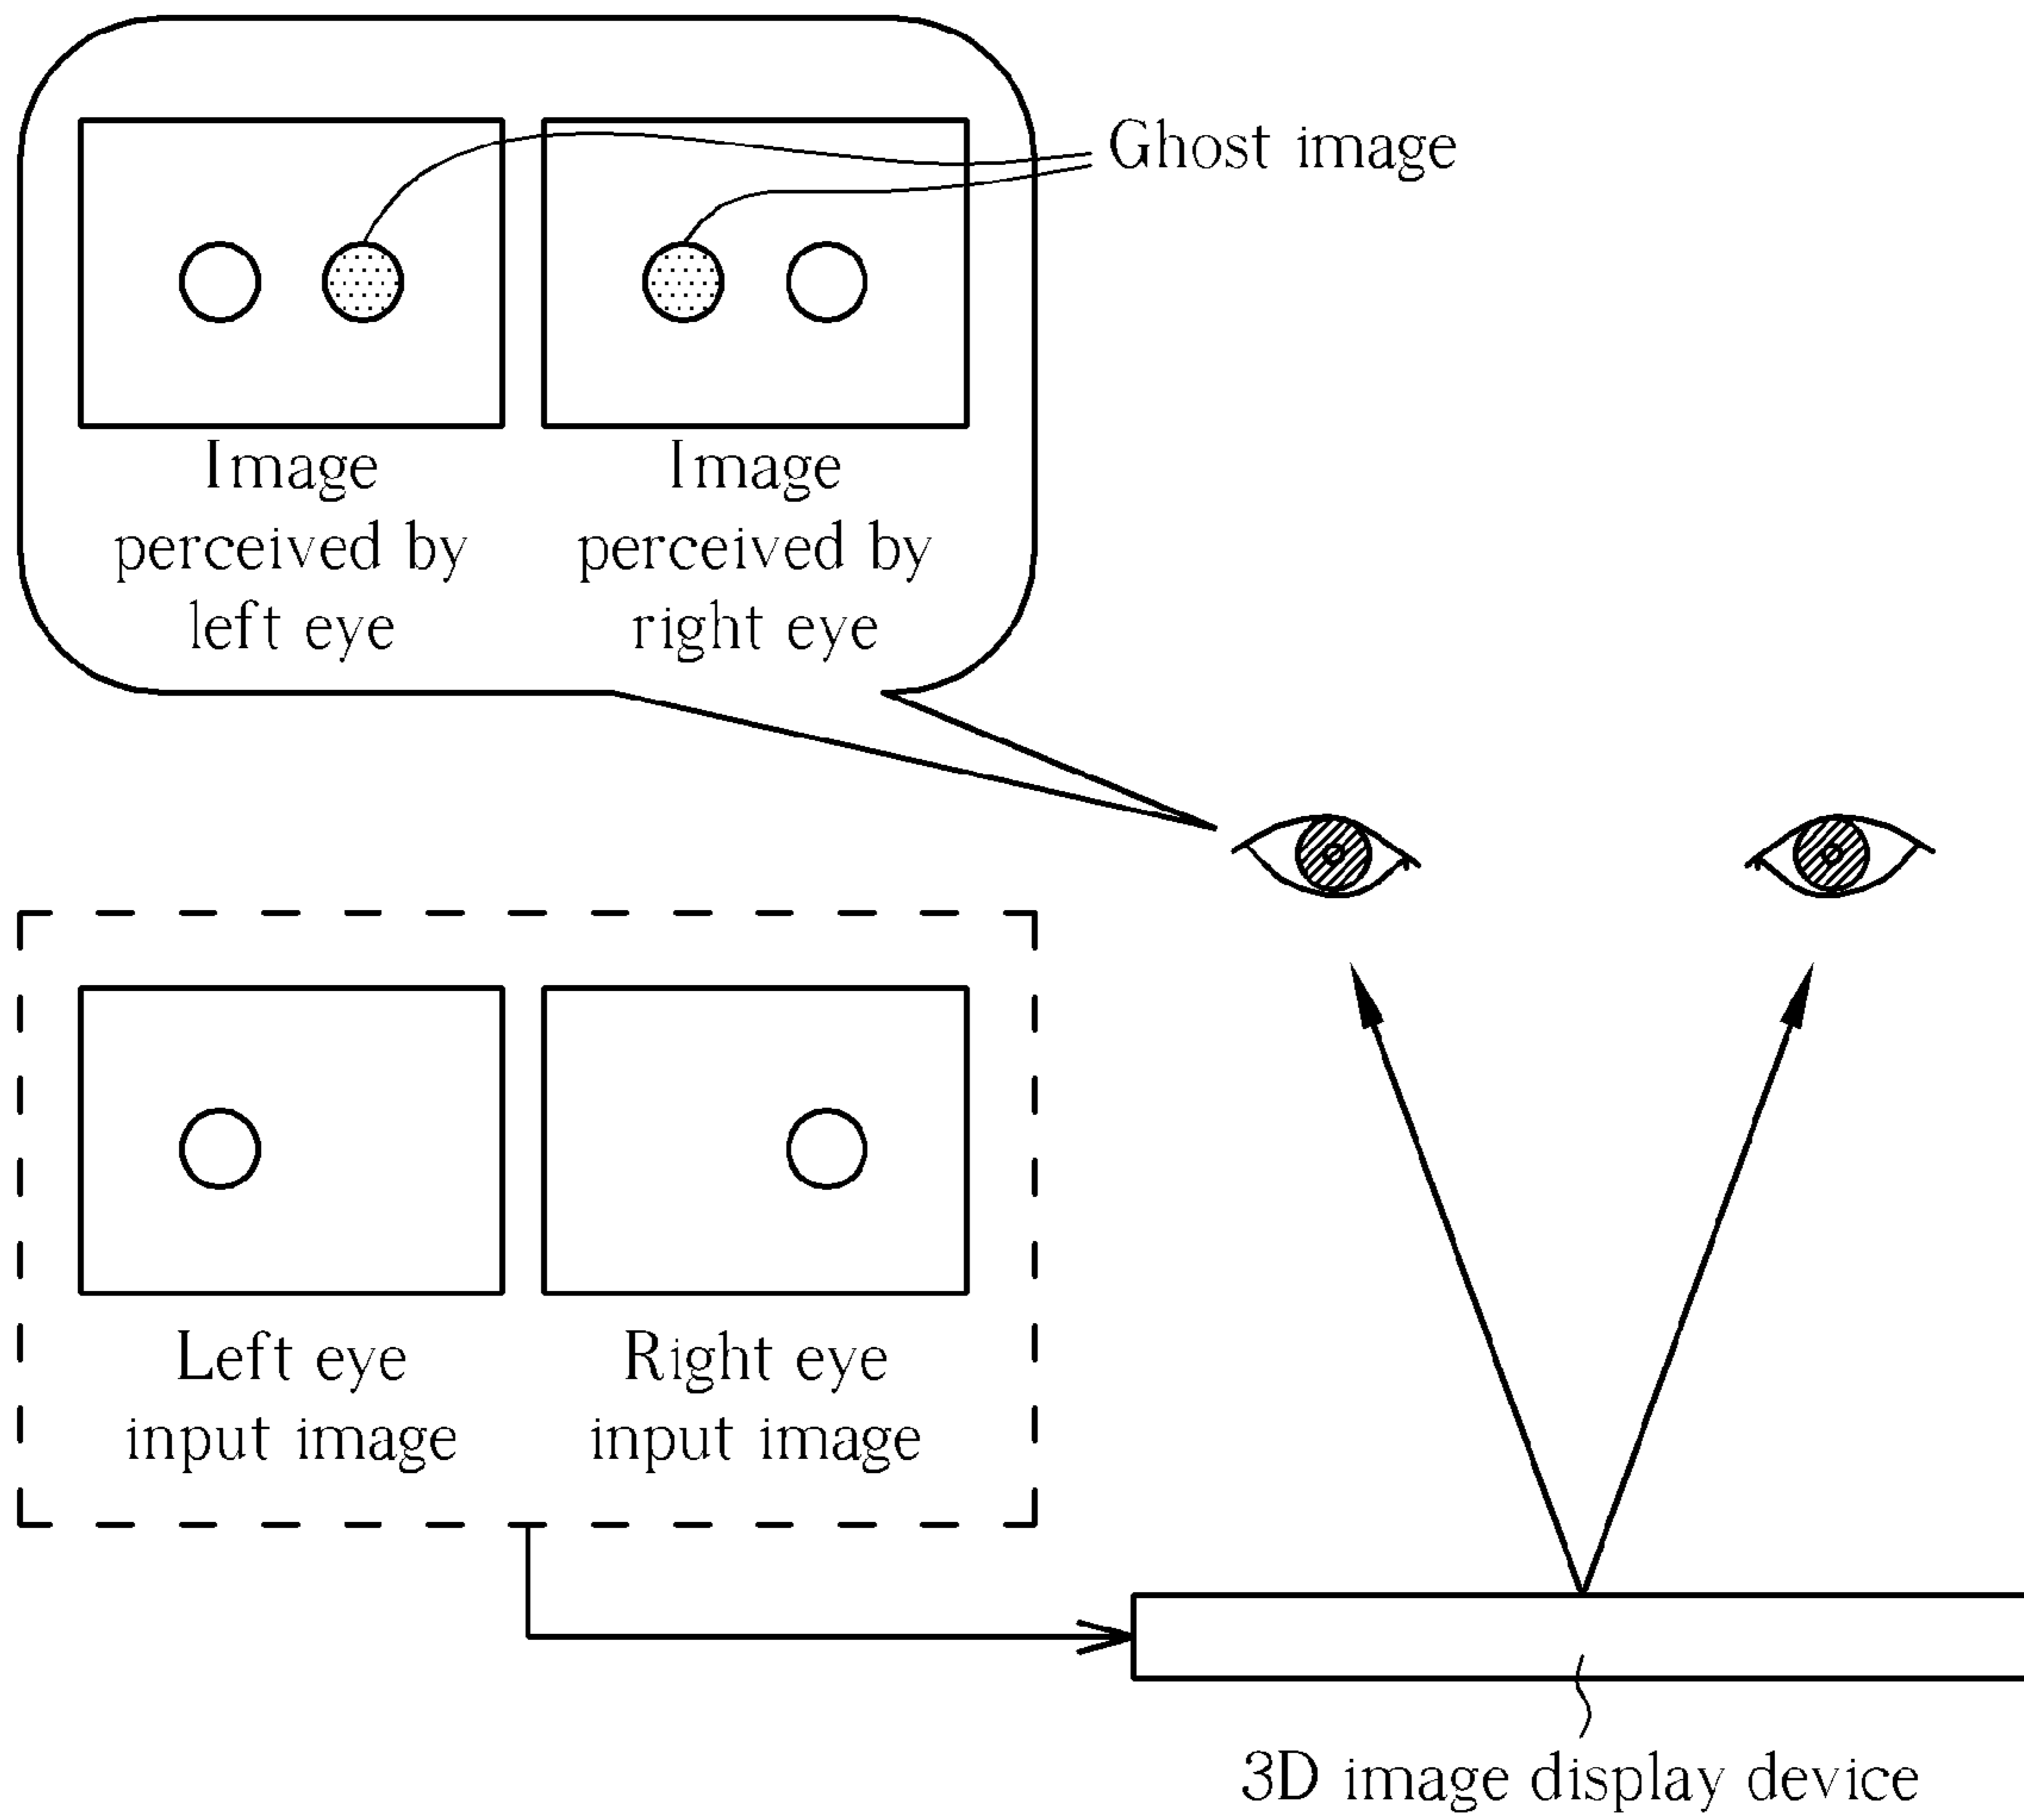 Ghost image
Image
perceived by
left eye
Image
perceived by
right eye
Left eye
input image
Right eye
input image
3D image display device